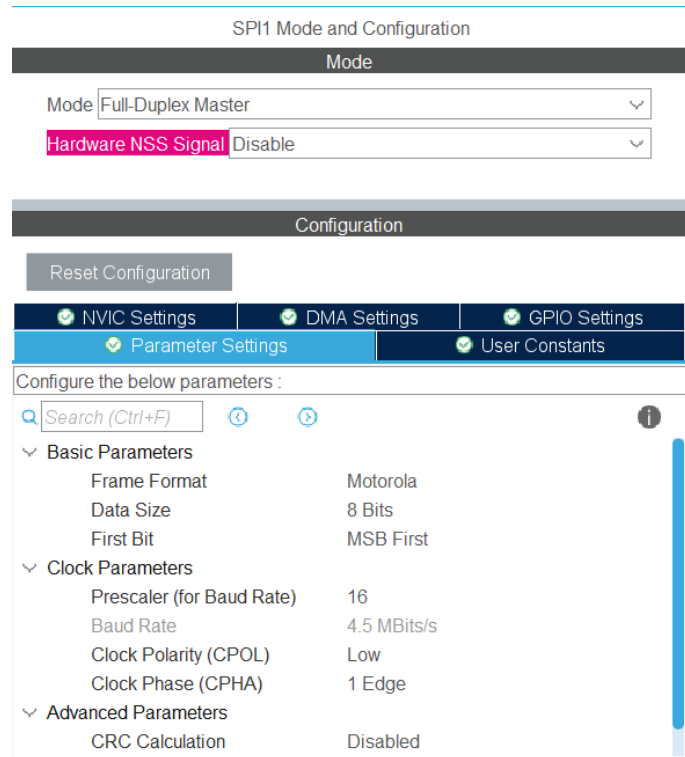 SPI1 Mode and Configuration
Mode
Mode Full-Duplex Master
Hardware NSS Signal Disable
Configuration
Reset Configuration
NVIC Settings DMA Settings GPIO Settings
Parameter Settings User Constants
Configure the below parameters :
Search (Ctrl+F)
Basic Parameters
Frame Format Motorola
Data Size 8 Bits
First Bit MSB First
Clock Parameters
Prescaler (for Baud Rate) 16
Baud Rate 4.5 MBits/s
Clock Polarity (CPOL) Low
Clock Phase (CPHA) 1 Edge
Advanced Parameters
CRC Calculation Disabled